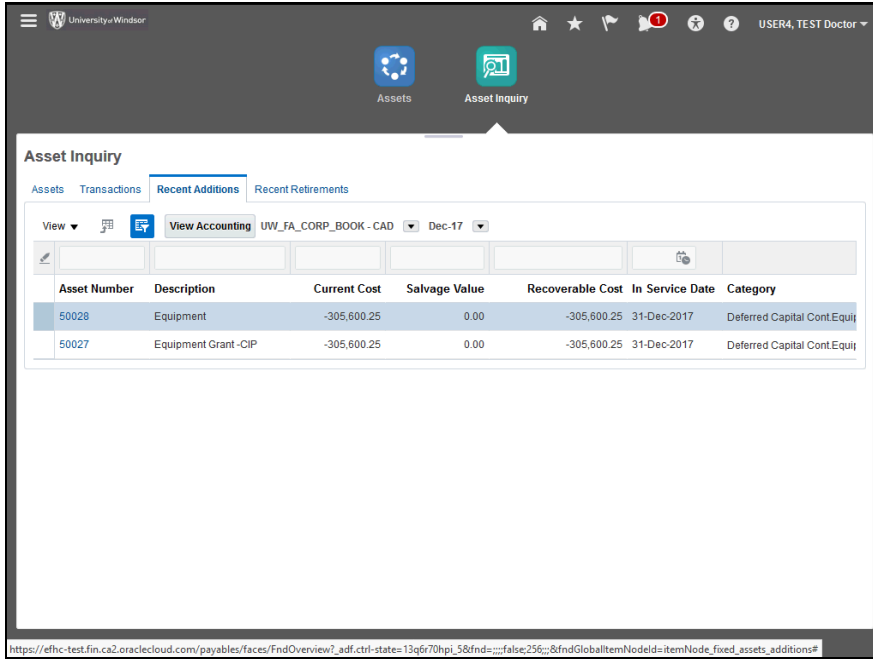 University of Windsor
1
USER4, TEST Doctor
Assets Asset Inquiry
Asset Inquiry
Assets Transactions Recent Additions Recent Retirements
View View Accounting UW_FA_CORP_BOOK - CAD Dec-17
Asset Number Description Current Cost Salvage Value Recoverable Cost In Service Date Category
50028 Equipment -305,600.25 0.00 -305,600.25 31-Dec-2017 Deferred Capital Cont.Equip
50027 Equipment Grant -CIP -305,600.25 0.00 -305,600.25 31-Dec-2017 Deferred Capital Cont.Equip
https://efhc-test.fin.ca2.oraclecloud.com/payables/faces/FndOverview?_adf.ctrl-state=13q6r70hpi_5&fnd=;;;;false;256;;;&fndGlobalItemNodeId=itemNode_fixed_assets_additions#